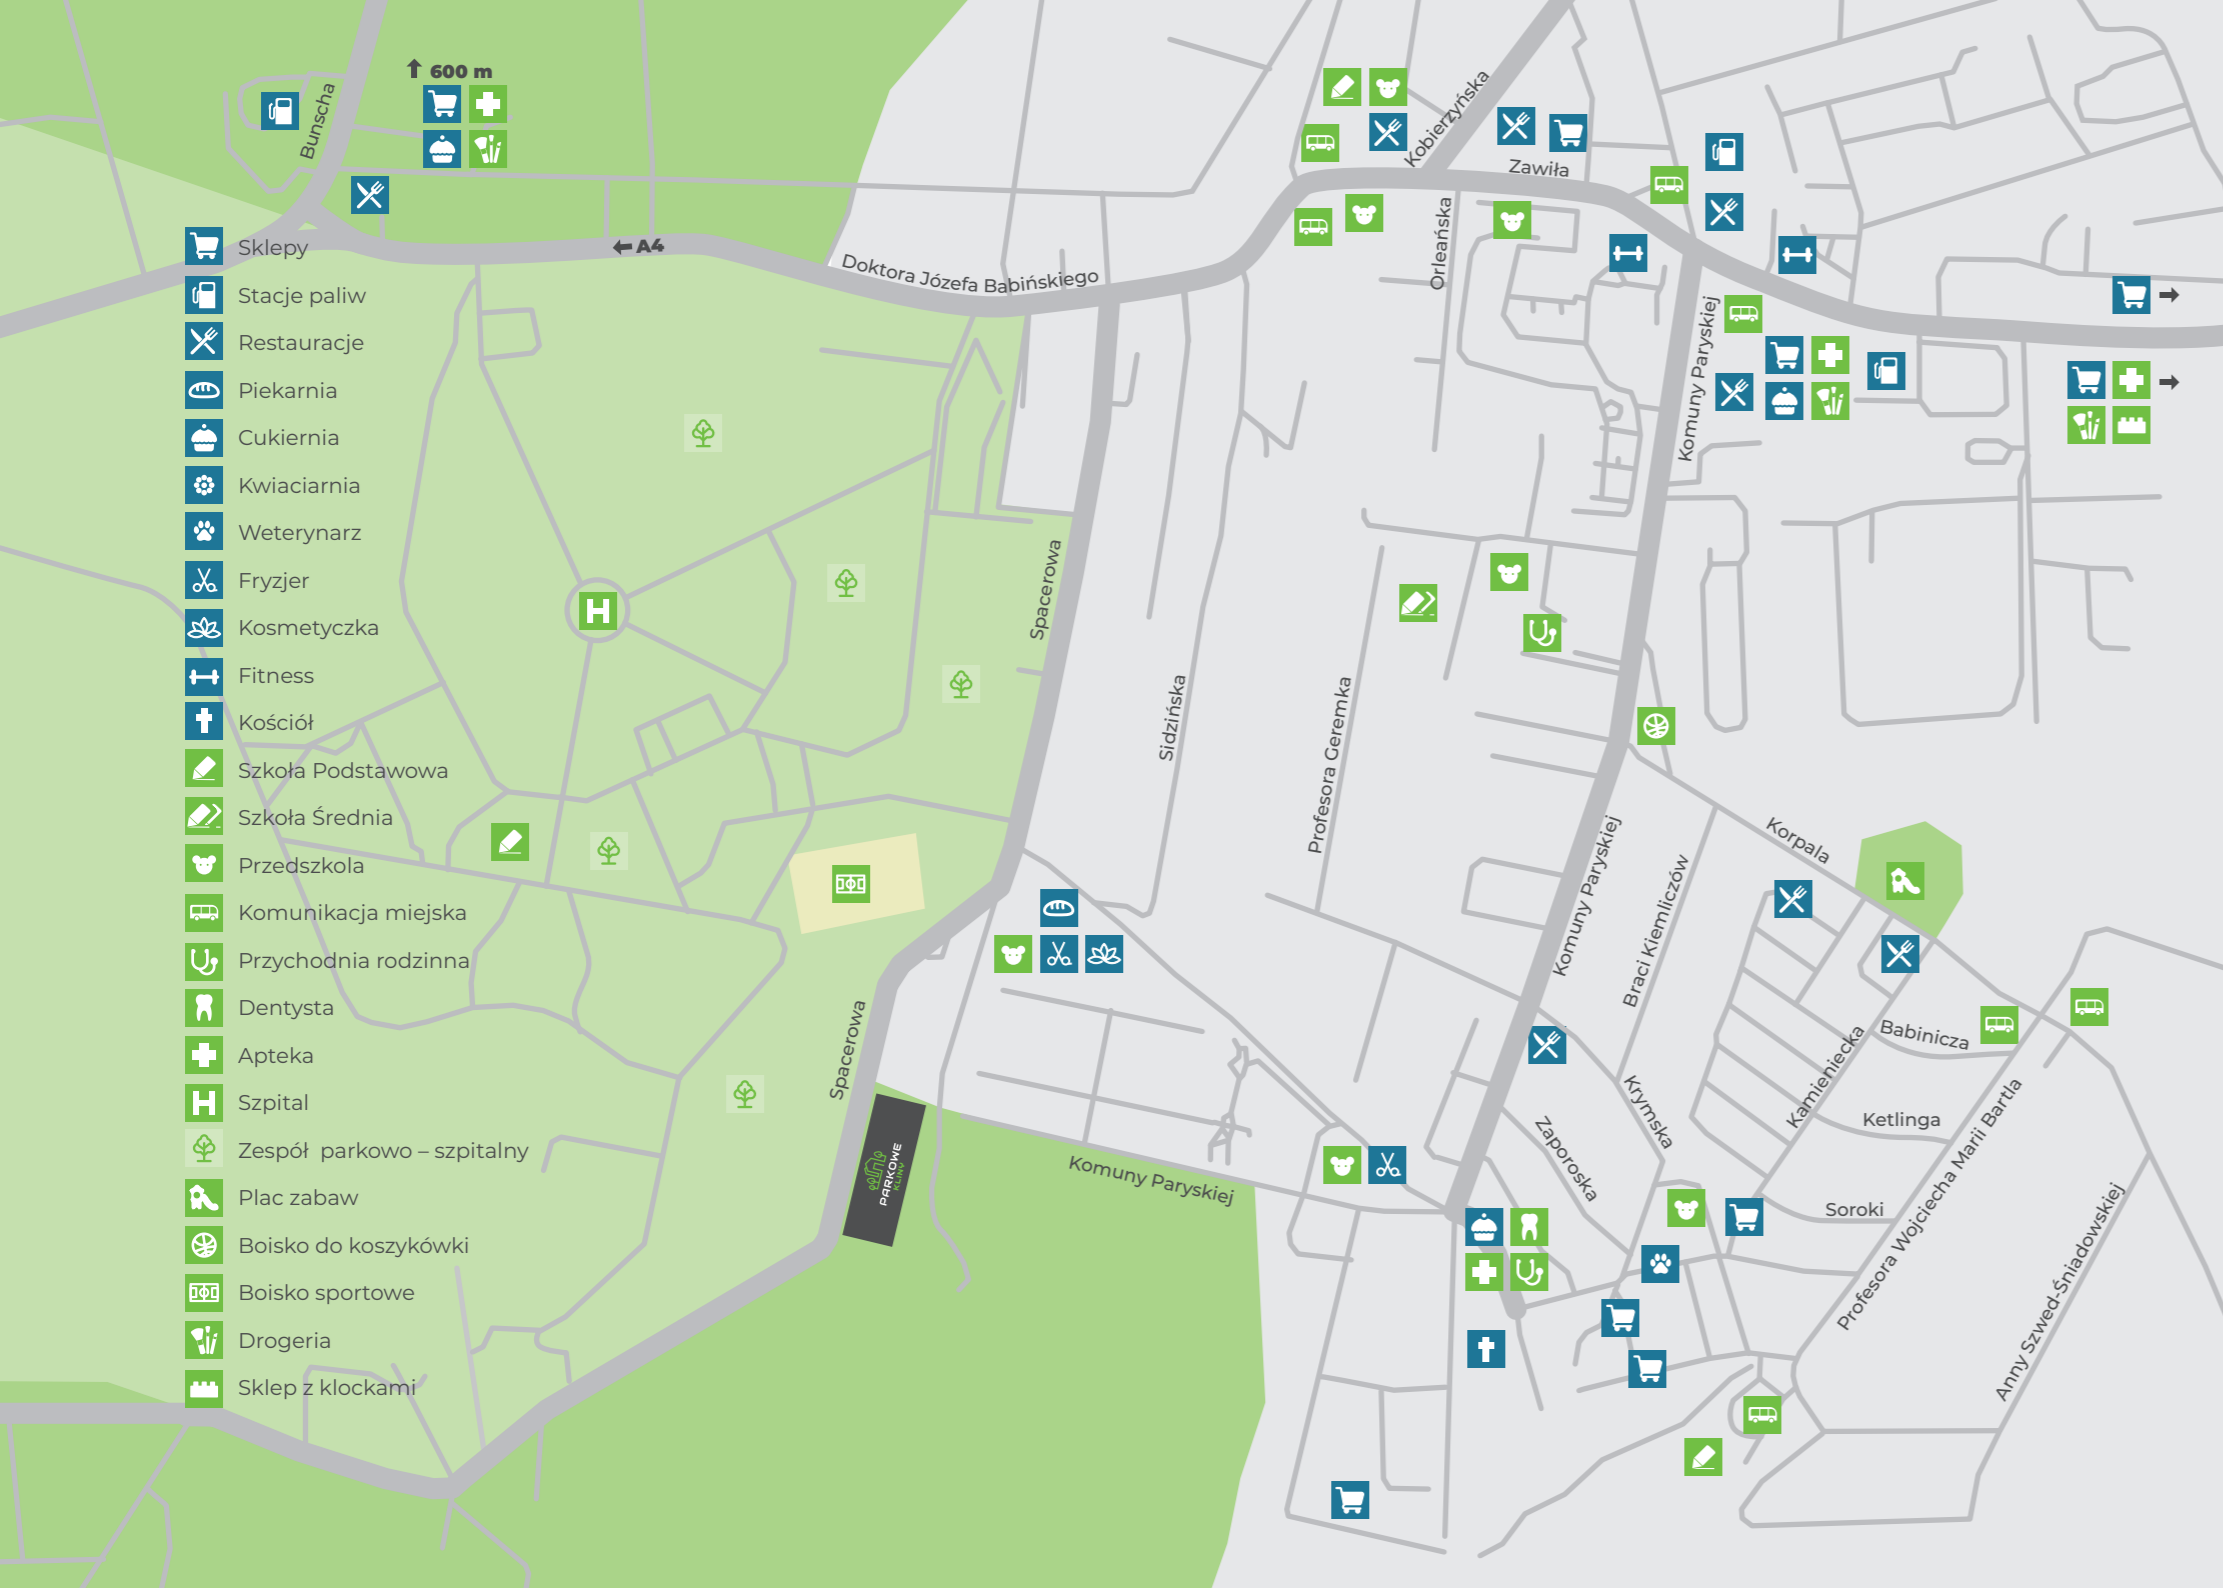 600 m
Bunscha
A4
Doktora Józefa Babińskiego
Kobierzyńska
Zawiła
Orleańska
Komuny Paryskiej
Sklepy
Stacje paliw
Restauracje
Piekarnia
Cukiernia
Kwiaciarnia
Weterynarz
Fryzjer
Kosmetyczka
Fitness
Kościół
Szkoła Podstawowa
Szkoła Średnia
Przedszkola
Komunikacja miejska
Przychodnia rodzinna
Dentysta
Apteka
Szpital
Zespół parkowo – szpitalny
Plac zabaw
Boisko do koszykówki
Boisko sportowe
Drogeria
Sklep z klockami
H
H
Spacerowa
Sidzińska
Profesora Geremka
Komuny Paryskiej
Braci Kiemliczów
Korpala
Spacerowa
PARKOWE
KLINY
Komuny Paryskiej
Zaporoska
Krymska
Kamieniecka
Babinicza
Ketlinga
Soroki
Profesora Wojciecha Marii Bartla
Anny Szwed-Śniadowskiej